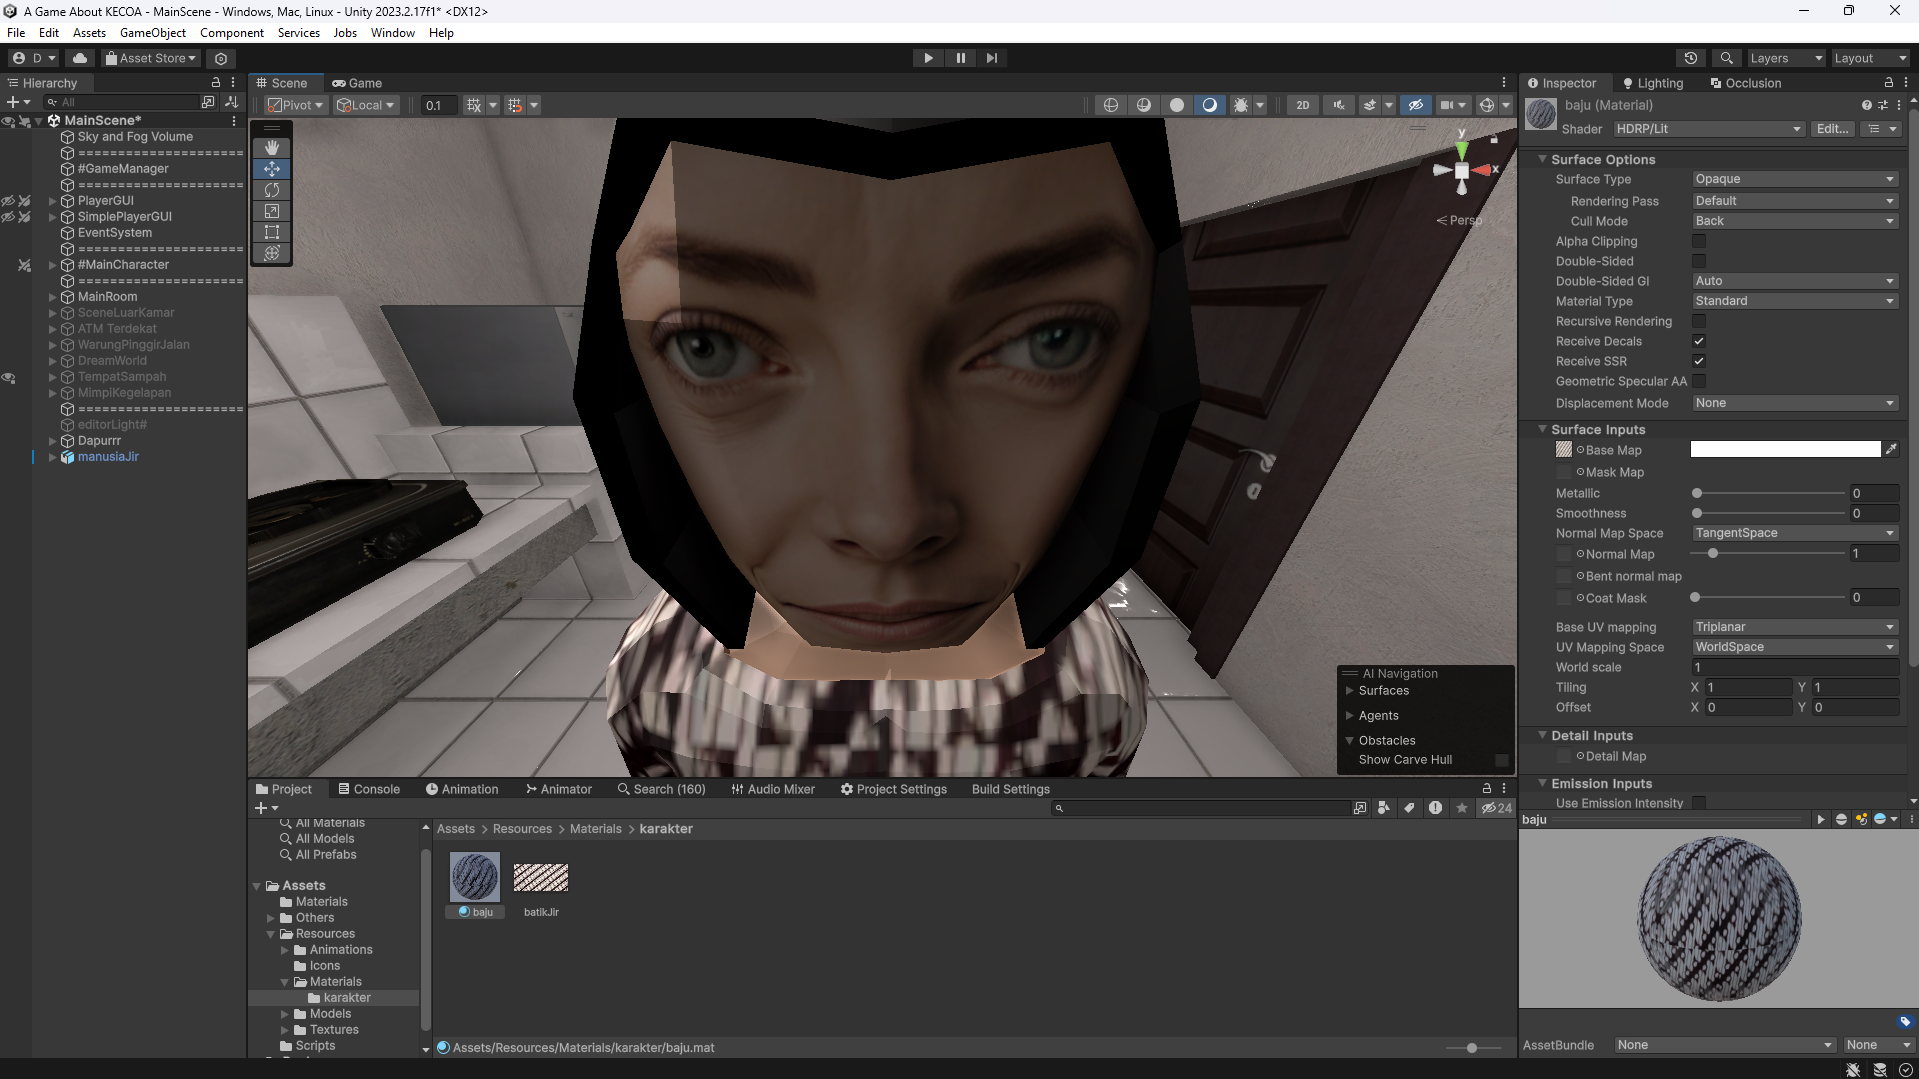 A Game About KECOA - MainScene - Windows, Mac, Linux - Unity 2023.2.17f1* <DX12>
File Edit Assets GameObject Component Services Jobs Window Help
D Asset Store Layers Layout
Hierarchy
All
MainScene*
Sky and Fog Volume
=====================
#GameManager
=====================
PlayerGUI
SimplePlayerGUI
EventSystem
=====================
#MainCharacter
=====================
MainRoom
SceneLuarKamar
ATM Terdekat
WarungPinggirJalan
DreamWorld
TempatSampah
MimpiKegelapan
=====================
editorLight#
Dapurrr
manusiaJir
Scene Game
Pivot Local 0.1 2D
y
x
Persp
AI Navigation
Surfaces
Agents
Obstacles
Show Carve Hull
Project Console Animation Animator Search (160) Audio Mixer Project Settings Build Settings
24
All Materials
All Models
All Prefabs
Assets
Materials
Others
Resources
Animations
Icons
Materials
karakter
Models
Textures
Scripts
Assets > Resources > Materials > karakter
baju batikJir
Assets/Resources/Materials/karakter/baju.mat
Inspector Lighting Occlusion
baju (Material)
Shader HDRP/Lit Edit...
Surface Options
Surface Type Opaque
Rendering Pass Default
Cull Mode Back
Alpha Clipping
Double-Sided
Double-Sided GI Auto
Material Type Standard
Recursive Rendering
Receive Decals
Receive SSR
Geometric Specular AA
Displacement Mode None
Surface Inputs
Base Map
Mask Map
Metallic 0
Smoothness 0
Normal Map Space TangentSpace
Normal Map 1
Bent normal map
Coat Mask 0
Base UV mapping Triplanar
UV Mapping Space WorldSpace
World scale 1
Tiling X 1 Y 1
Offset X 0 Y 0
Detail Inputs
Detail Map
Emission Inputs
Use Emission Intensity
baju
AssetBundle None None